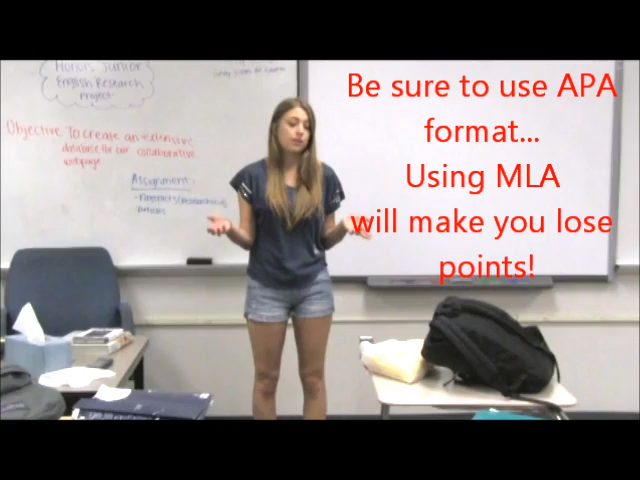 Honors Junior
English Research
Project
Objective To create an extensive
database for our collaborative
webpage
Assignment:
Be sure to use APA
format...
Using MLA
will make you lose
points!